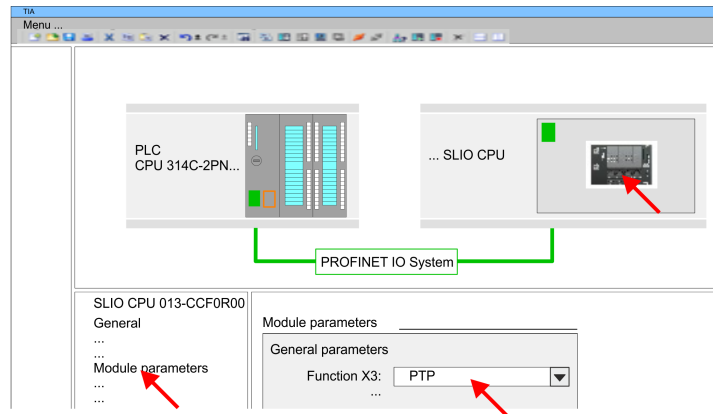 TIA
Menu ...
PLC
CPU 314C-2PN...
... SLIO CPU
PROFINET IO System
SLIO CPU 013-CCF0R00
General
...
...
Module parameters
...
...
Module parameters
General parameters
Function X3: PTP
...